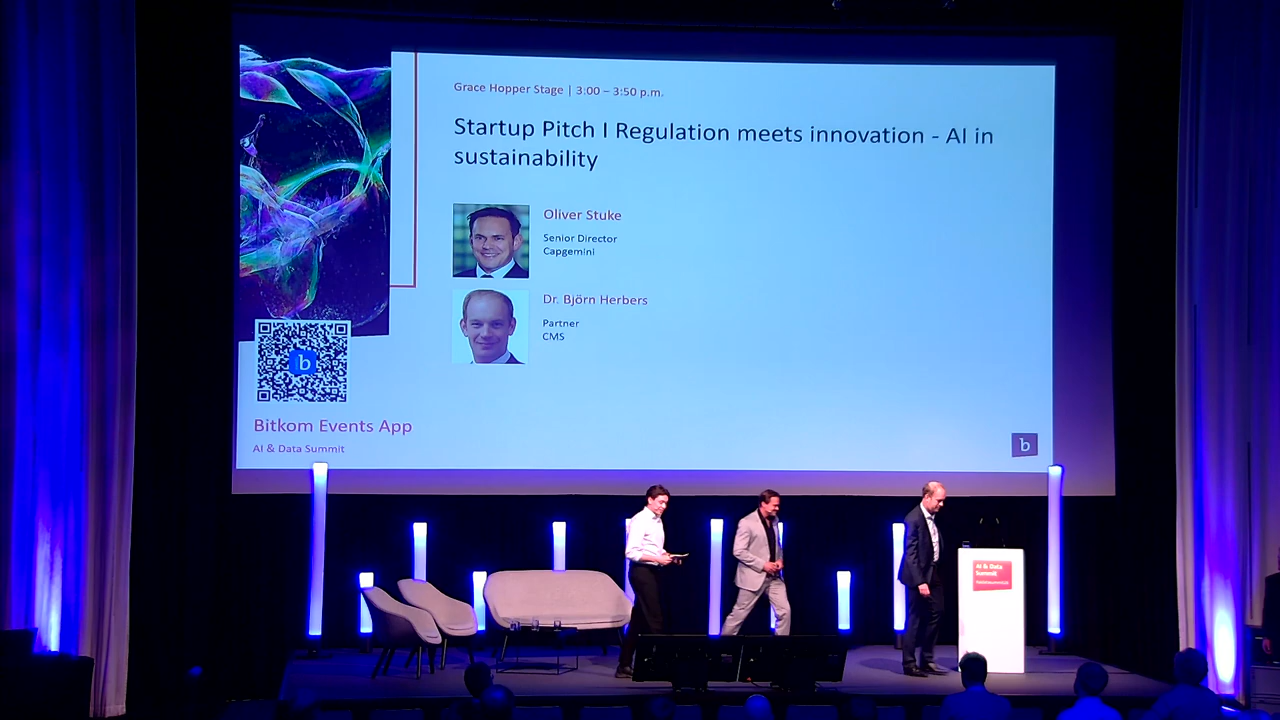 Grace Hopper Stage | 3:00 – 3:50 p.m.
Startup Pitch I Regulation meets innovation - AI in
sustainability
Oliver Stuke
Senior Director
Capgemini
Dr. Björn Herbers
Partner
CMS
b
Bitkom Events App
AI & Data Summit
b
AI & Data
Summit